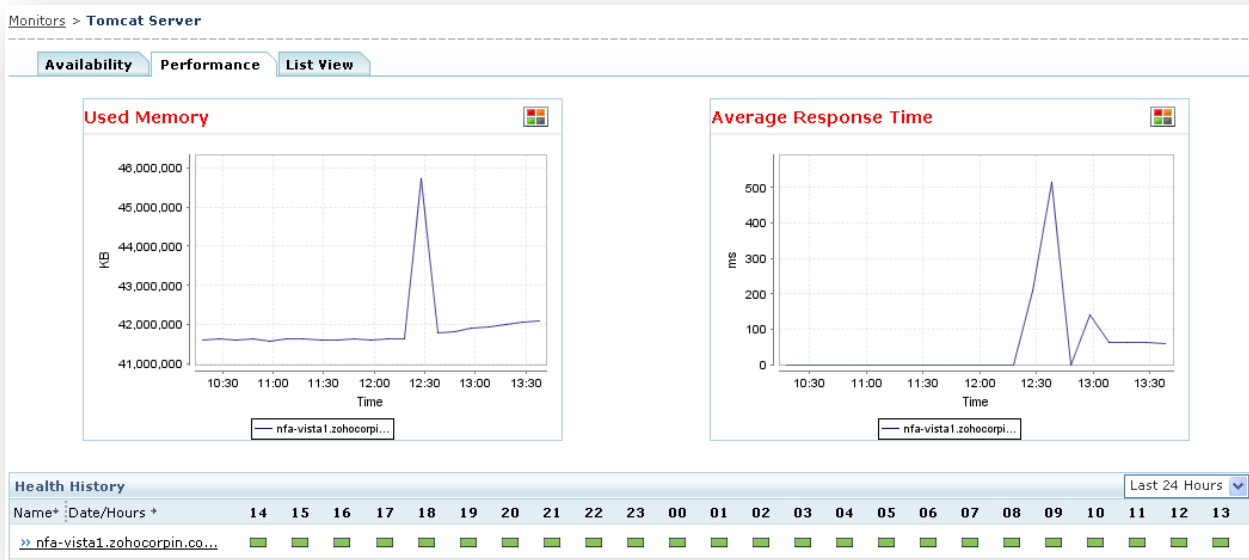 Monitors > Tomcat Server
Availability Performance List View
Used Memory
46,000,000
45,000,000
44,000,000
43,000,000
42,000,000
41,000,000
KB
10:30 11:00 11:30 12:00 12:30 13:00 13:30
Time
nfa-vista1.zohocorpi...
Average Response Time
500
400
300
200
100
0
ms
10:30 11:00 11:30 12:00 12:30 13:00 13:30
Time
nfa-vista1.zohocorpi...
Health History Last 24 Hours
Name+ Date/Hours + 14 15 16 17 18 19 20 21 22 23 00 01 02 03 04 05 06 07 08 09 10 11 12 13
» nfa-vista1.zohocorpin.co...